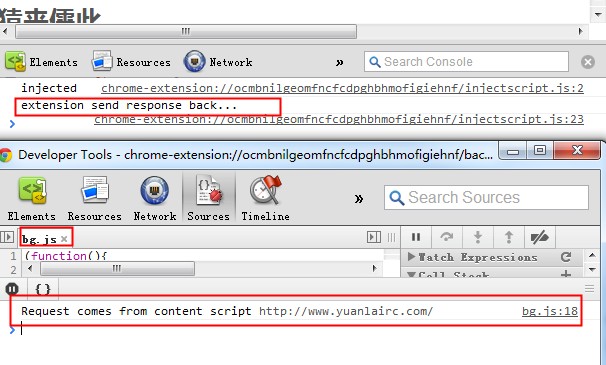 Elements Resources Network » Search Console
injected chrome-extension://ocmbnilgeomfncfcdpghbhmofigiehnf/injectscript.js:2
extension send response back...
chrome-extension://ocmbnilgeomfncfcdpghbhmofigiehnf/injectscript.js:23
Developer Tools - chrome-extension://ocmbnilgeomfncfcdpghbhmofigiehnf/bac...
Elements Resources Network Sources Timeline » Search Sources
bg.js ×
1 (function(){
2
Watch Expressions
Call Stack
{}
Request comes from content script http://www.yuanlairc.com/ bg.js:18